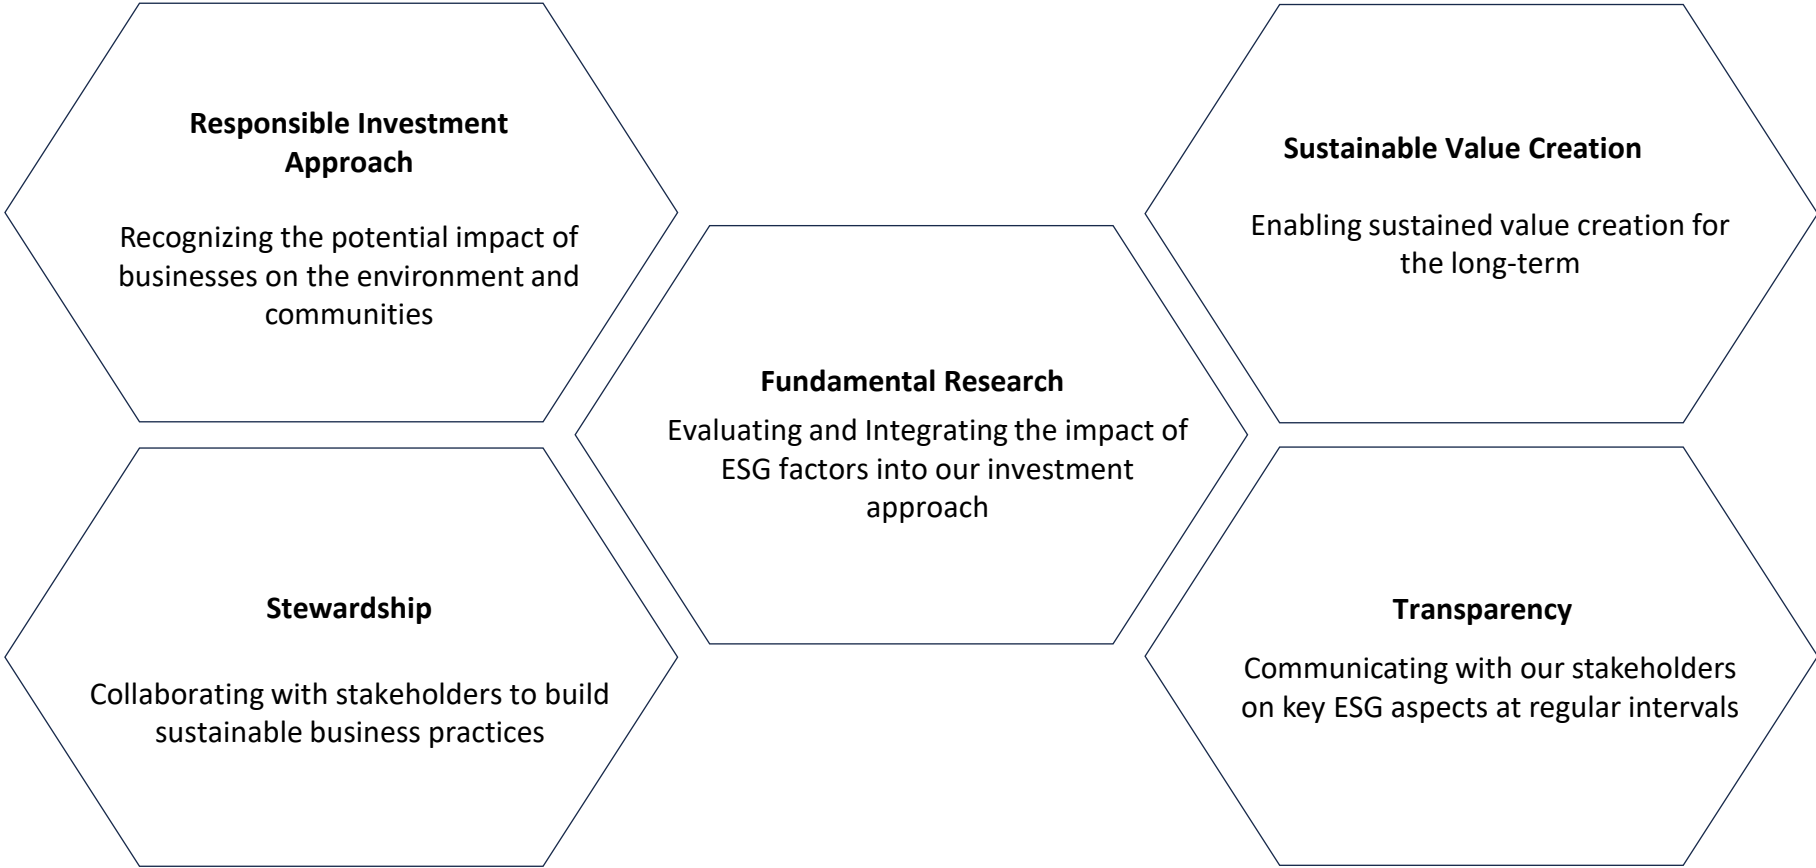 Responsible Investment
Approach
Recognizing the potential impact of
businesses on the environment and
communities
Sustainable Value Creation
Enabling sustained value creation for
the long-term
Fundamental Research
Evaluating and Integrating the impact of
ESG factors into our investment
approach
Stewardship
Collaborating with stakeholders to build
sustainable business practices
Transparency
Communicating with our stakeholders
on key ESG aspects at regular intervals